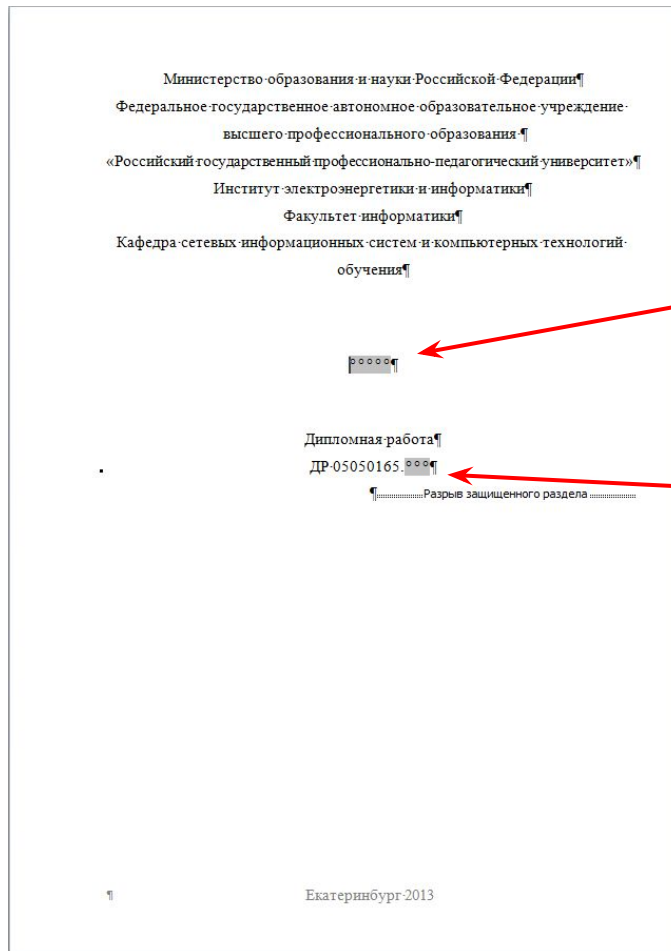 Министерство·образования·и·науки·Российской·Федерации¶
Федеральное·государственное·автономное·образовательное·учреждение·
высшего·профессионального·образования·¶
«Российский·государственный·профессионально-педагогический·университет»¶
Институт·электроэнергетики·и·информатики¶
Факультет·информатики¶
Кафедра·сетевых·информационных·систем·и·компьютерных·технологий·
обучения¶
°°°°°¶
Дипломная·работа¶
ДР·05050165.°°°¶
¶Разрыв защищенного раздела
¶ Екатеринбург·2013